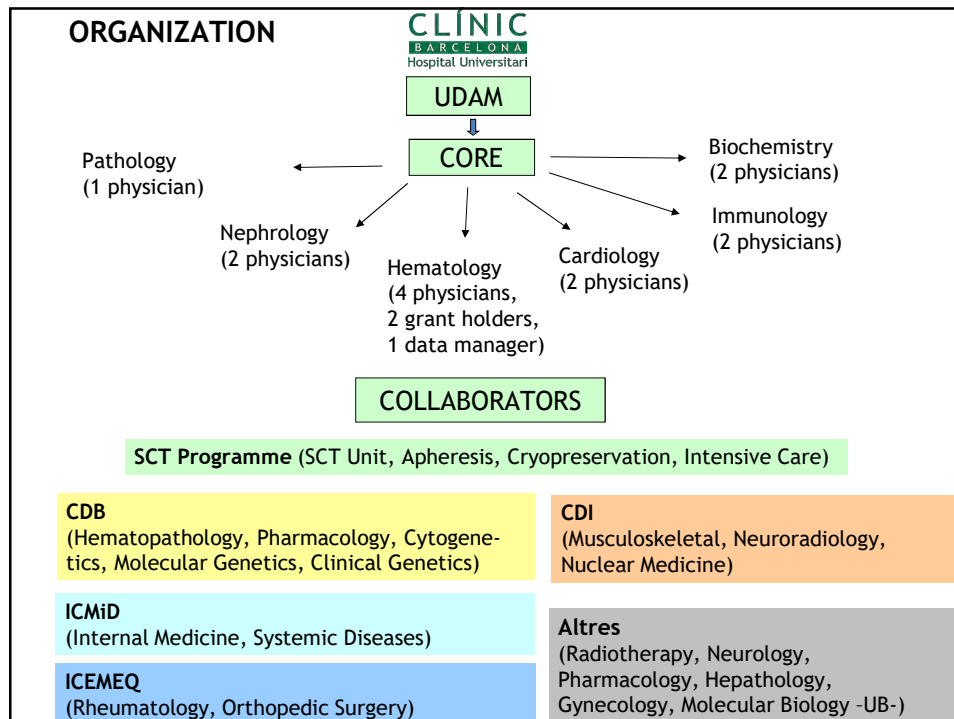 ORGANIZATION
CLÍNIC
BARCELONA
Hospital Universitari
UDAM
CORE
Pathology
(1 physician)
Nephrology
(2 physicians)
Hematology
(4 physicians,
2 grant holders,
1 data manager)
Cardiology
(2 physicians)
Biochemistry
(2 physicians)
Immunology
(2 physicians)
COLLABORATORS
SCT Programme (SCT Unit, Apheresis, Cryopreservation, Intensive Care)
CDB
(Hematopathology, Pharmacology, Cytogene-
tics, Molecular Genetics, Clinical Genetics)
CDI
(Musculoskeletal, Neuroradiology,
Nuclear Medicine)
ICMiD
(Internal Medicine, Systemic Diseases)
ICEMEQ
(Rheumatology, Orthopedic Surgery)
Altres
(Radiotherapy, Neurology,
Pharmacology, Hepathology,
Gynecology, Molecular Biology –UB-)